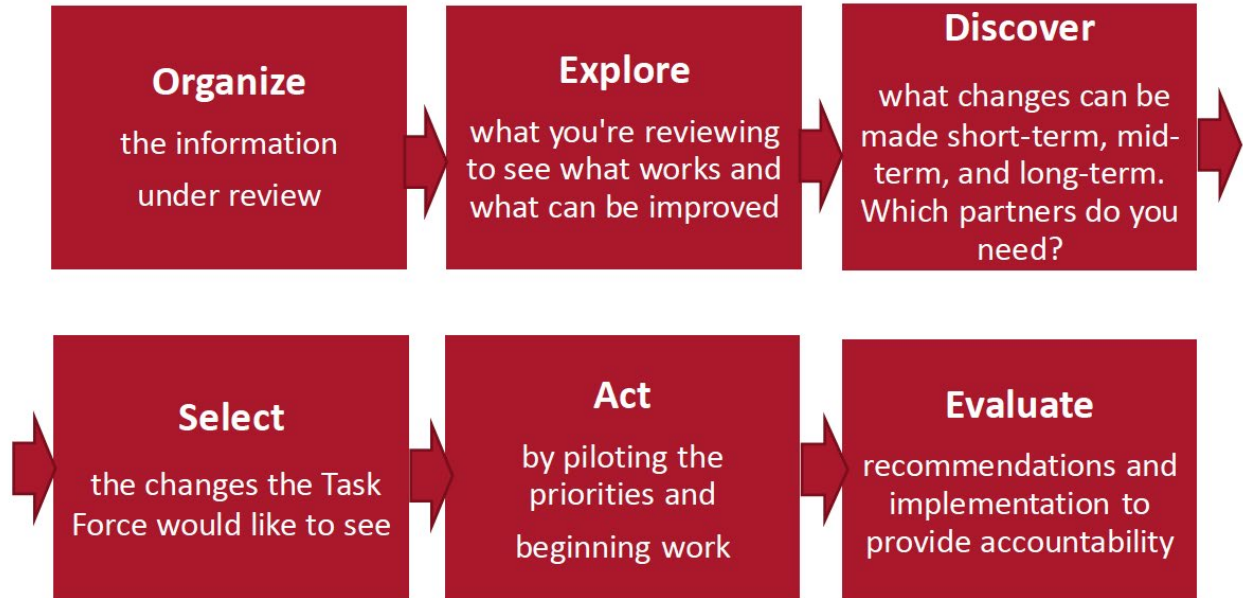 Organize
the information
under review
Explore
what you're reviewing
to see what works and
what can be improved
Discover
what changes can be
made short-term, mid-
term, and long-term.
Which partners do you
need?
Select
the changes the Task
Force would like to see
Act
by piloting the
priorities and
beginning work
Evaluate
recommendations and
implementation to
provide accountability